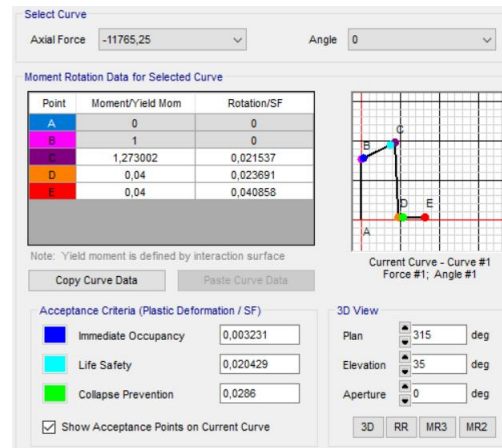 Select Curve
Axial Force -11765,25 Angle 0
Moment Rotation Data for Selected Curve
Point Moment/Yield Mom Rotation/SF
A 0 0
B 1 0
C 1,273002 0,021537
D 0,04 0,023691
E 0,04 0,040858
Note: Yield moment is defined by interaction surface
Copy Curve Data Paste Curve Data
A B C D E
Current Curve - Curve #1
Force #1; Angle #1
Acceptance Criteria (Plastic Deformation / SF)
Immediate Occupancy 0,003231
Life Safety 0,020429
Collapse Prevention 0,0286
Show Acceptance Points on Current Curve
3D View
Plan 315 deg
Elevation 35 deg
Aperture 0 deg
3D RR MR3 MR2